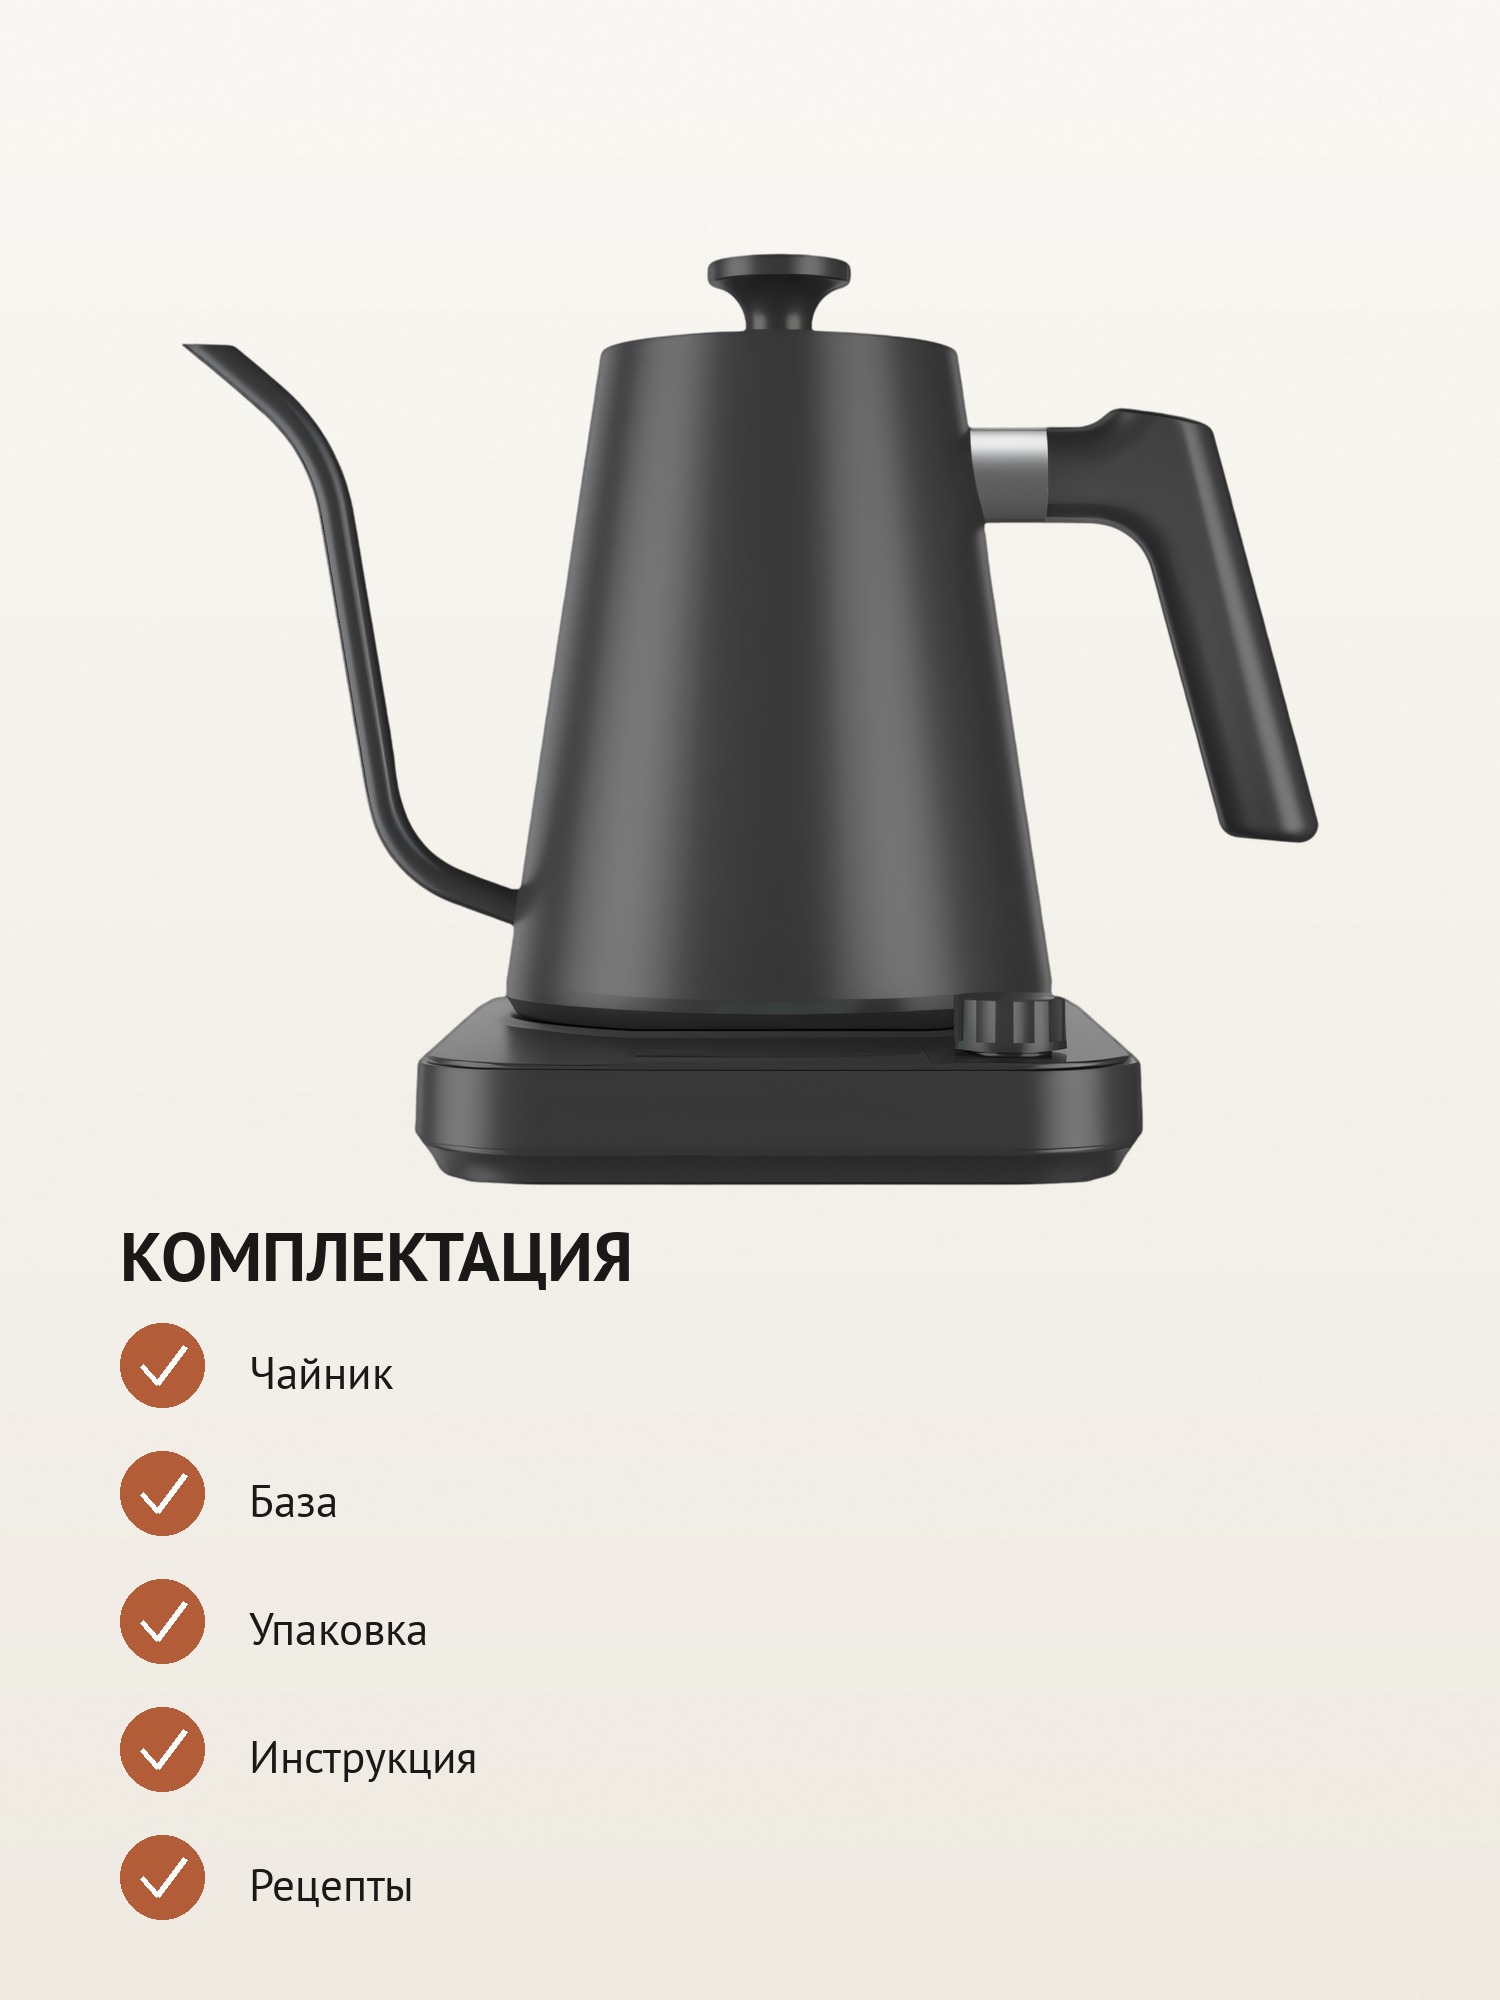 КОМПЛЕКТАЦИЯ
Чайник
База
Упаковка
Инструкция
Рецепты